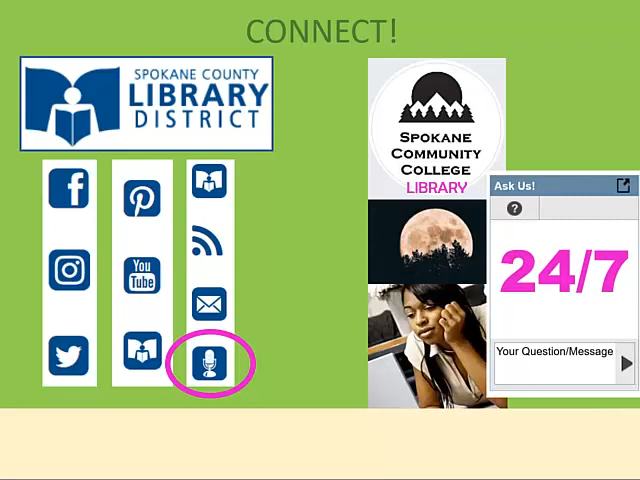 CONNECT!
SPOKANE COUNTY
LIBRARY
DISTRICT
You
Tube
SPOKANE
COMMUNITY
COLLEGE
LIBRARY
Ask Us!
?
24/7
Your Question/Message